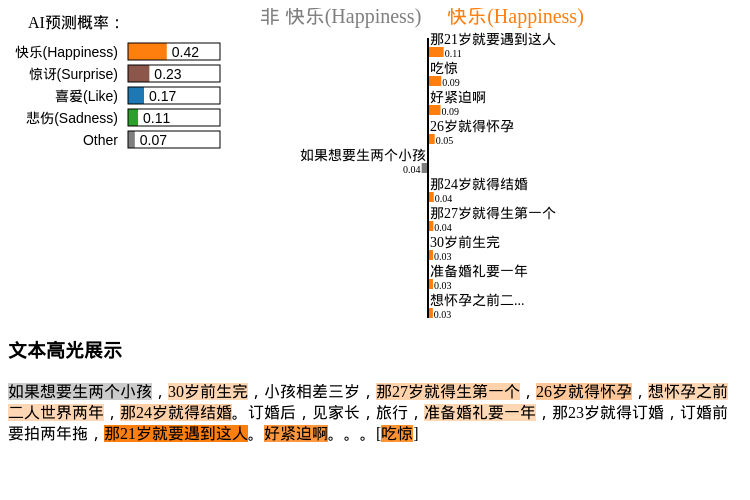 AI预测概率：
快乐(Happiness) 0.42
惊讶(Surprise) 0.23
喜爱(Like) 0.17
悲伤(Sadness) 0.11
Other 0.07
非 快乐(Happiness) 快乐(Happiness)
那21岁就要遇到这人
0.11
吃惊
0.09
好紧迫啊
0.09
26岁就得怀孕
0.05
如果想要生两个小孩
0.04
那24岁就得结婚
0.04
那27岁就得生第一个
0.04
30岁前生完
0.03
准备婚礼要一年
0.03
想怀孕之前二...
0.03
文本高光展示
如果想要生两个小孩，30岁前生完，小孩相差三岁，那27岁就得生第一个，26岁就得怀孕，想怀孕之前
二人世界两年，那24岁就得结婚。订婚后，见家长，旅行，准备婚礼要一年，那23岁就得订婚，订婚前
要拍两年拖，那21岁就要遇到这人。好紧迫啊。。。[吃惊]